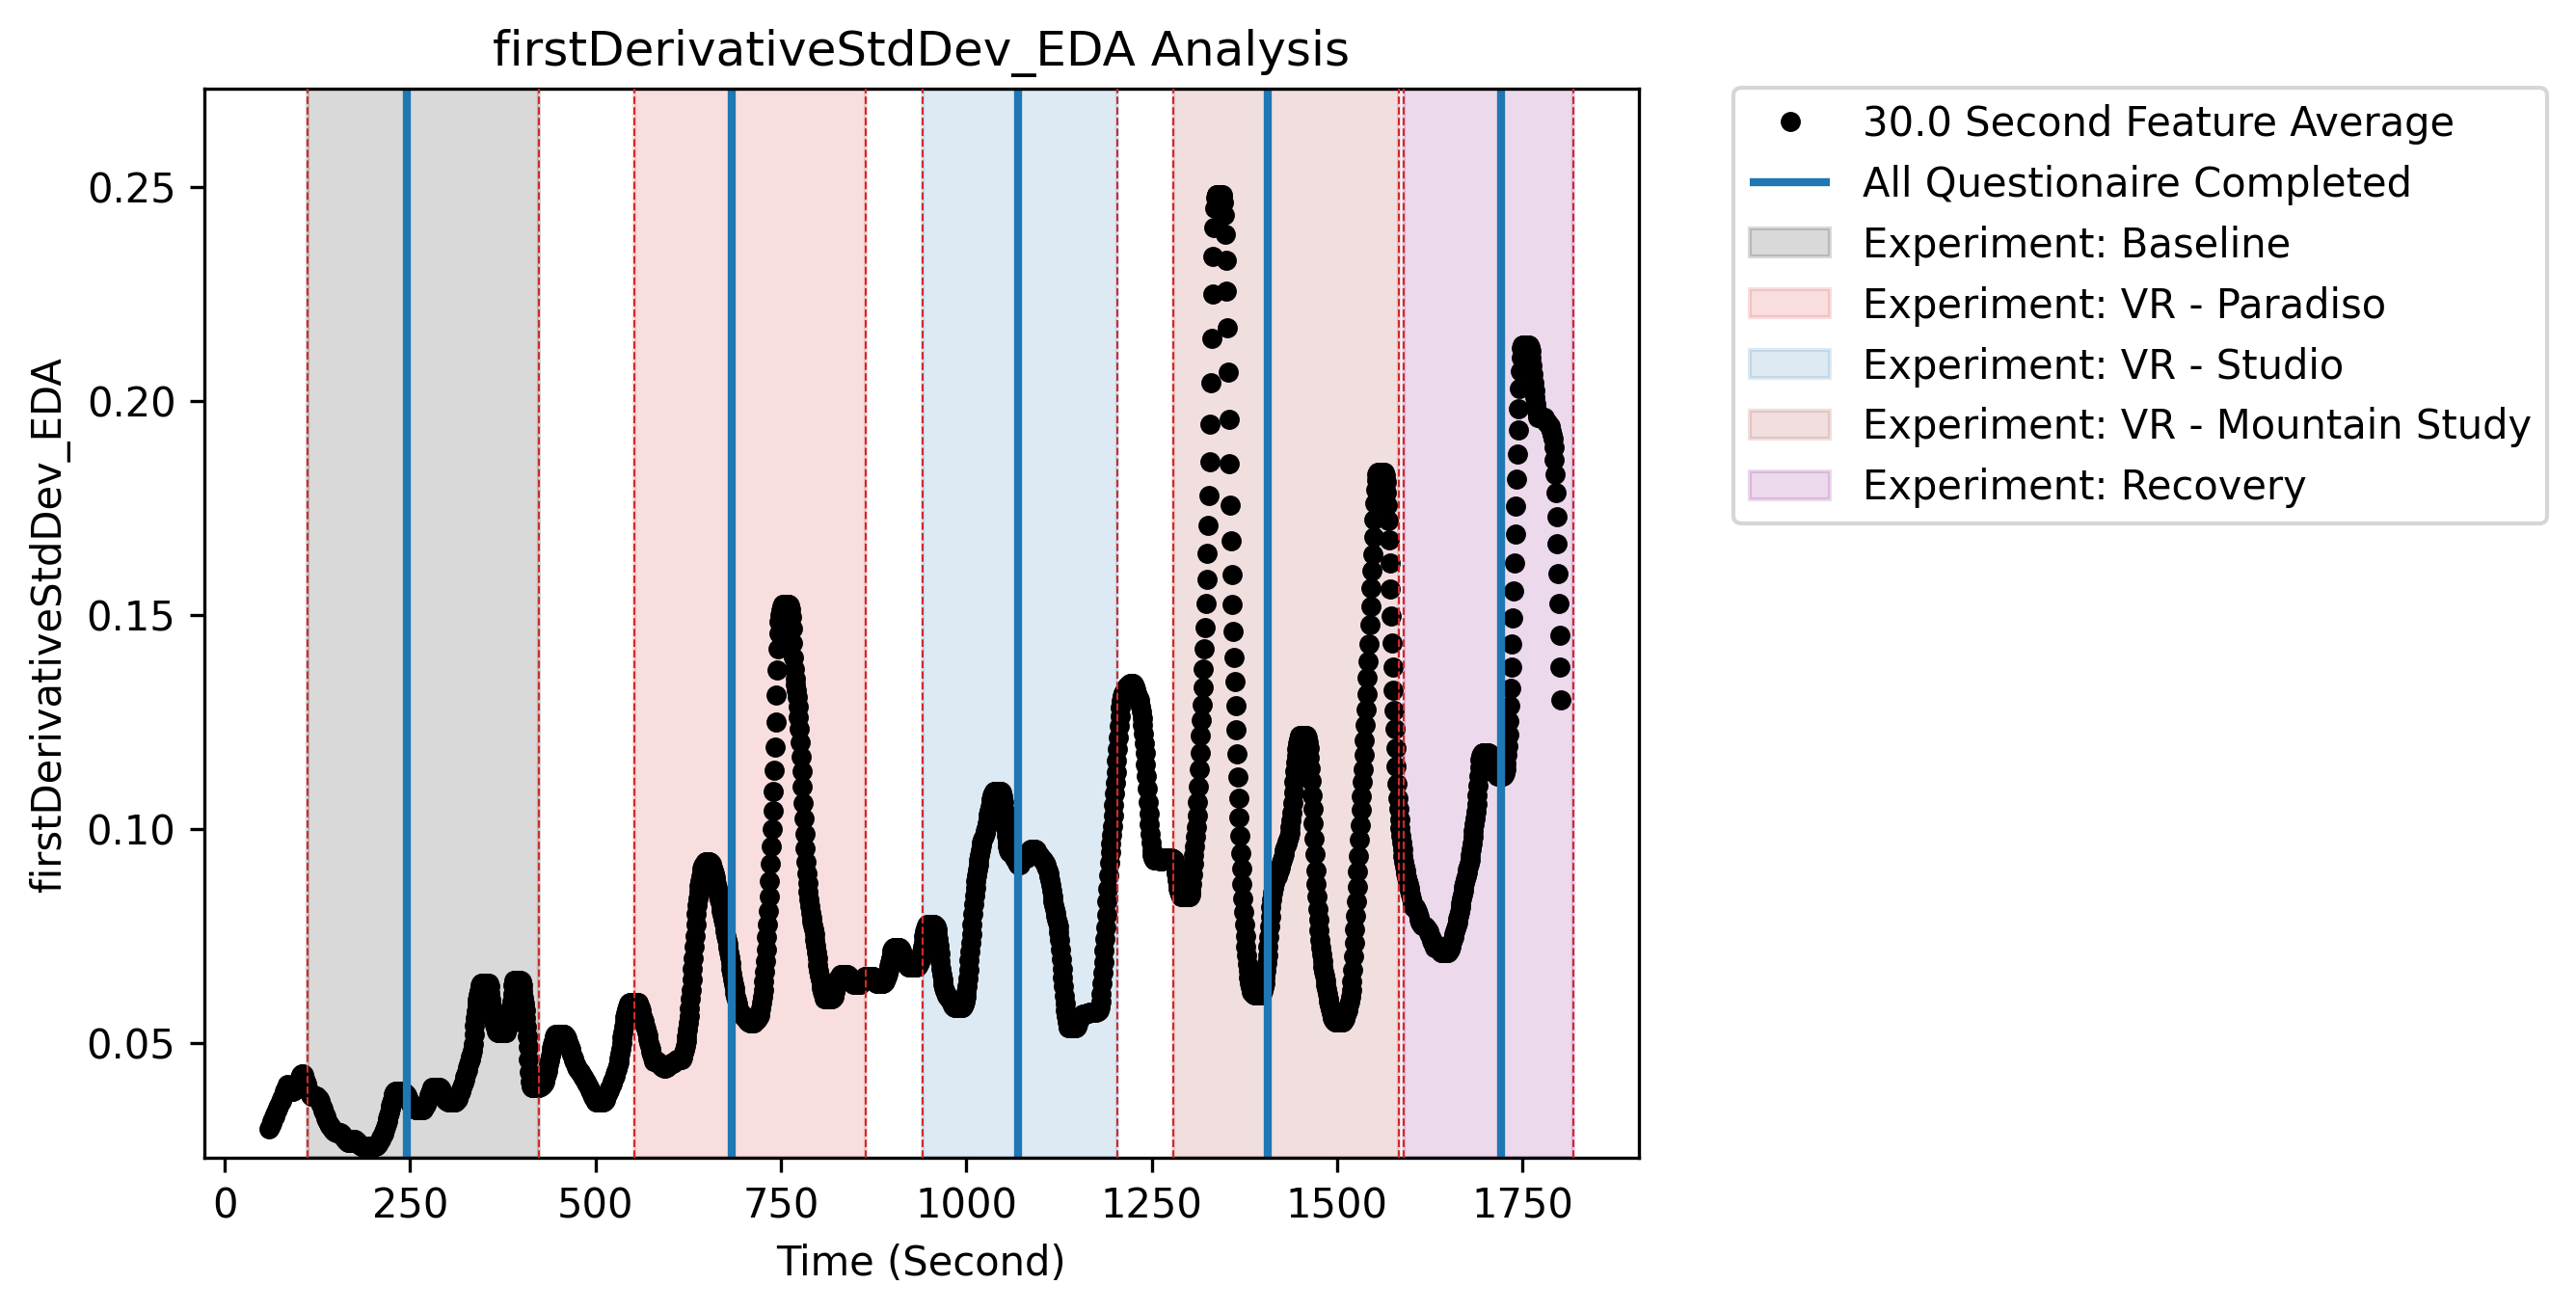 firstDerivativeStdDev_EDA Analysis
30.0 Second Feature Average
All Questionaire Completed
Experiment: Baseline
Experiment: VR - Paradiso
Experiment: VR - Studio
Experiment: VR - Mountain Study
Experiment: Recovery
firstDerivativeStdDev_EDA
0.25
0.20
0.15
0.10
0.05
0 250 500 750 1000 1250 1500 1750
Time (Second)